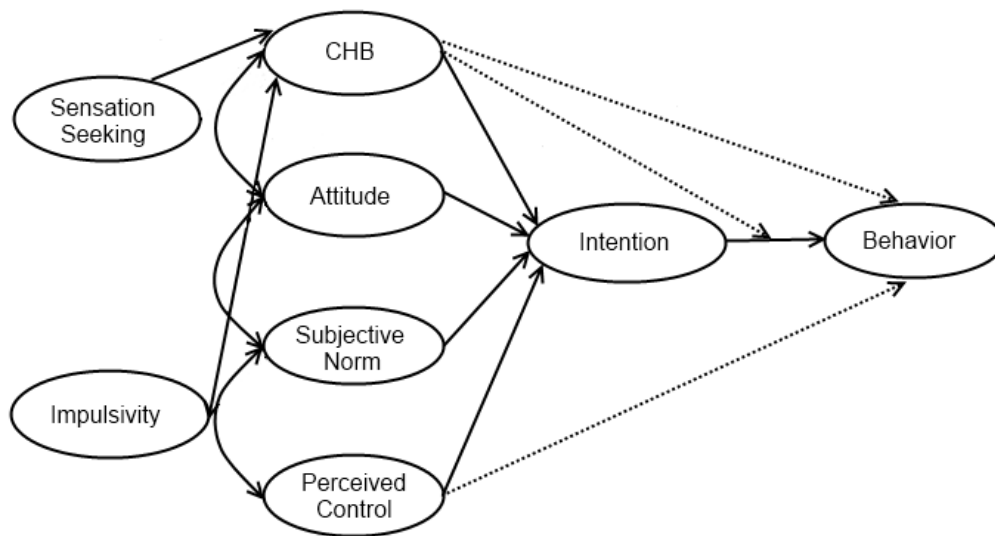 CHB
Sensation
Seeking
Attitude
Intention
Behavior
Subjective
Norm
Impulsivity
Perceived
Control